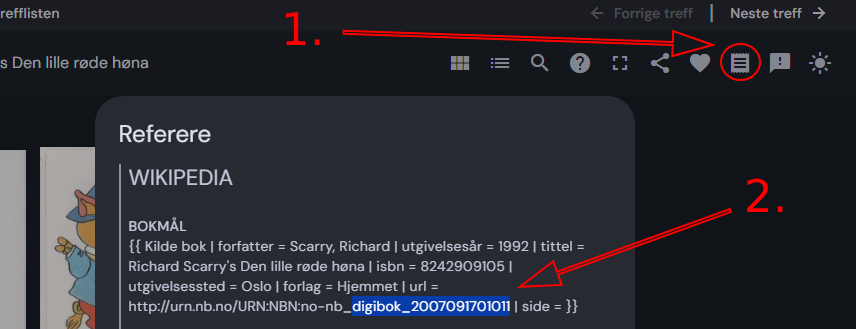 refflisten
Forrige treff | Neste treff
1.
s Den lille røde høna
Referere
WIKIPEDIA
2.
BOKMÅL
{{ Kilde bok | forfatter = Scarry, Richard | utgivelsesår = 1992 | tittel =
Richard Scarry's Den lille røde høna | isbn = 8242909105 |
utgivelsessted = Oslo | forlag = Hjemmet | url =
http://urn.nb.no/URN:NBN:no-nb_digibok_2007091701011 | side = }}